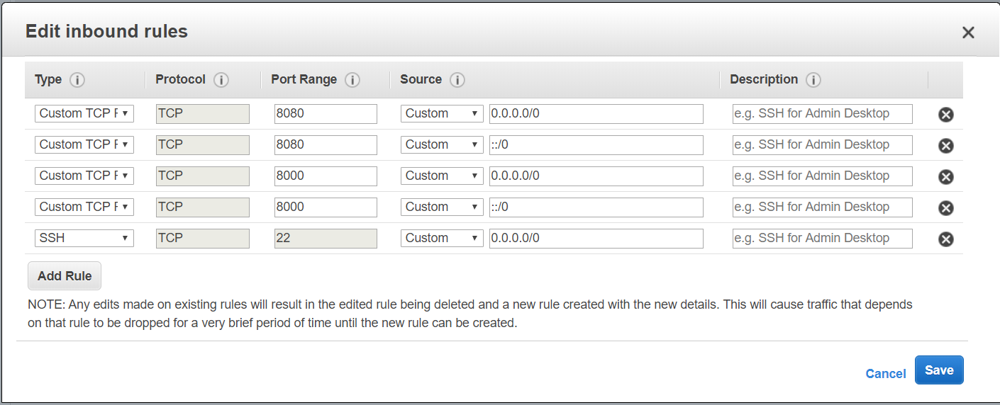 Edit inbound rules
Type Protocol Port Range Source Description
Custom TCP F TCP 8080 Custom 0.0.0.0/0 e.g. SSH for Admin Desktop
Custom TCP F TCP 8080 Custom ::/0 e.g. SSH for Admin Desktop
Custom TCP F TCP 8000 Custom 0.0.0.0/0 e.g. SSH for Admin Desktop
Custom TCP F TCP 8000 Custom ::/0 e.g. SSH for Admin Desktop
SSH TCP 22 Custom 0.0.0.0/0 e.g. SSH for Admin Desktop
Add Rule
NOTE: Any edits made on existing rules will result in the edited rule being deleted and a new rule created with the new details. This will cause traffic that depends
on that rule to be dropped for a very brief period of time until the new rule can be created.
Cancel Save